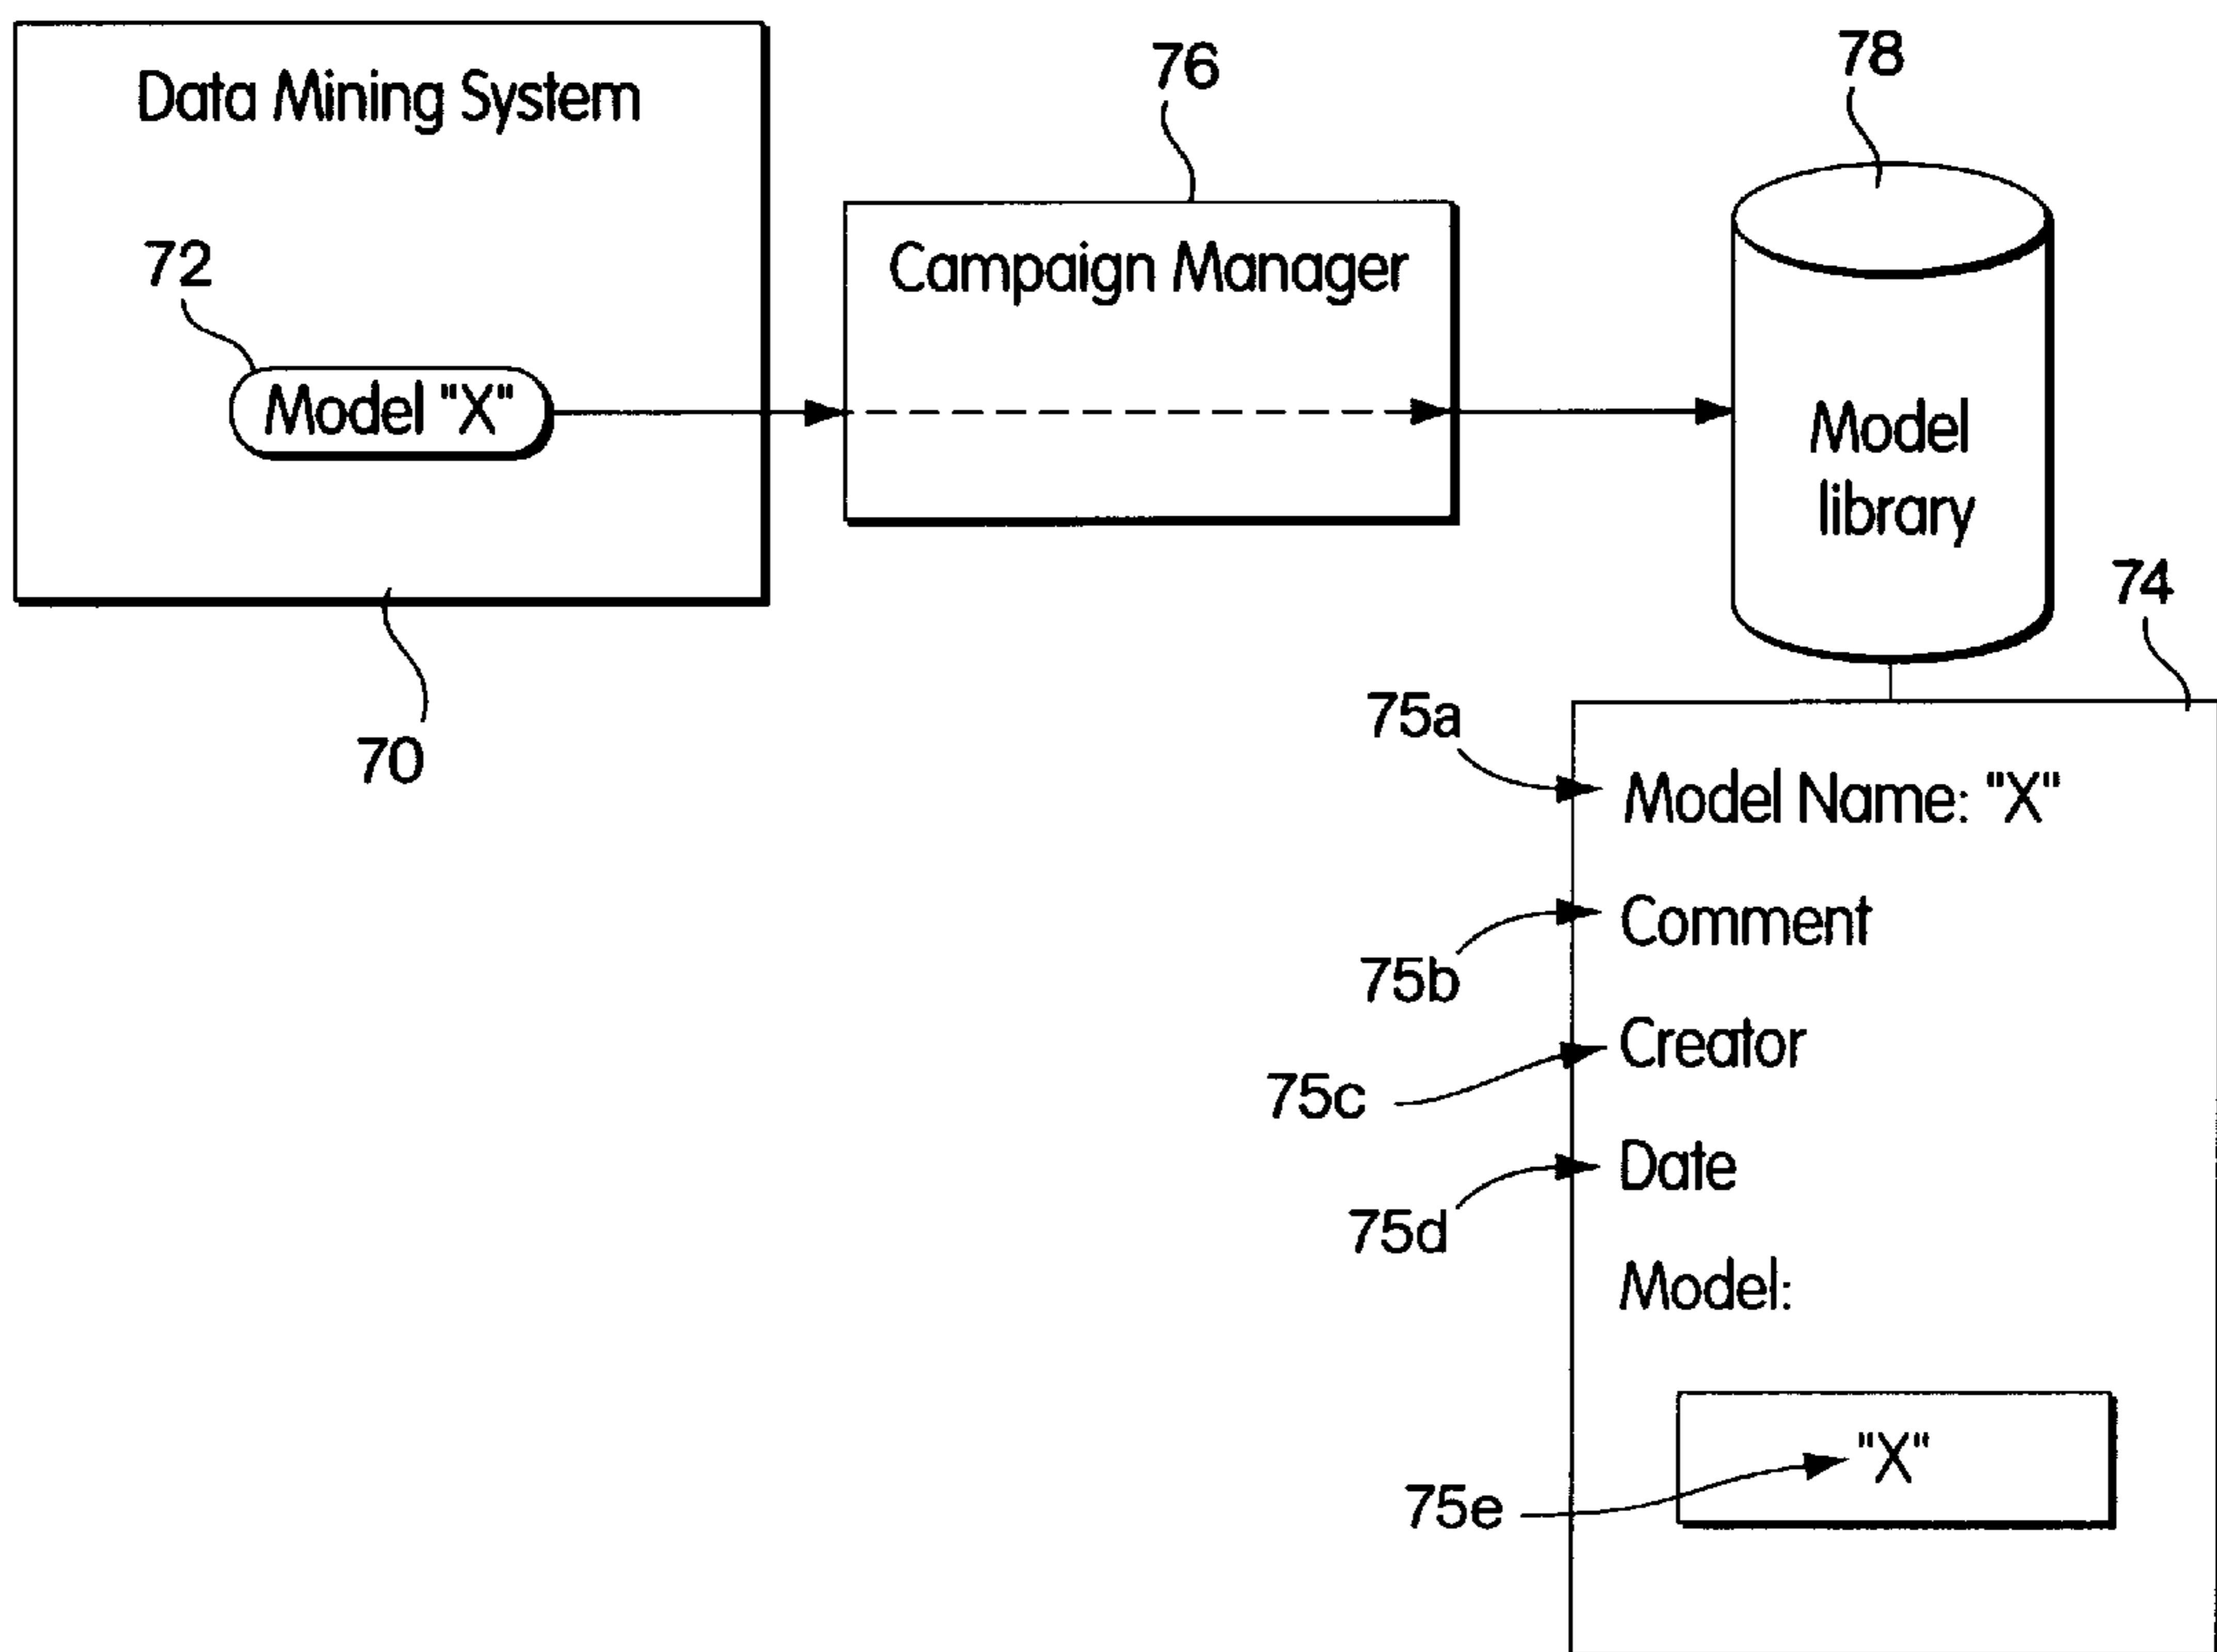 Data Mining System
72
Model "X"
70
76
Campaign Manager
78
Model
library
74
75a
Model Name: "X"
75b
Comment
75c
Creator
75d
Date
Model:
75e
"X"